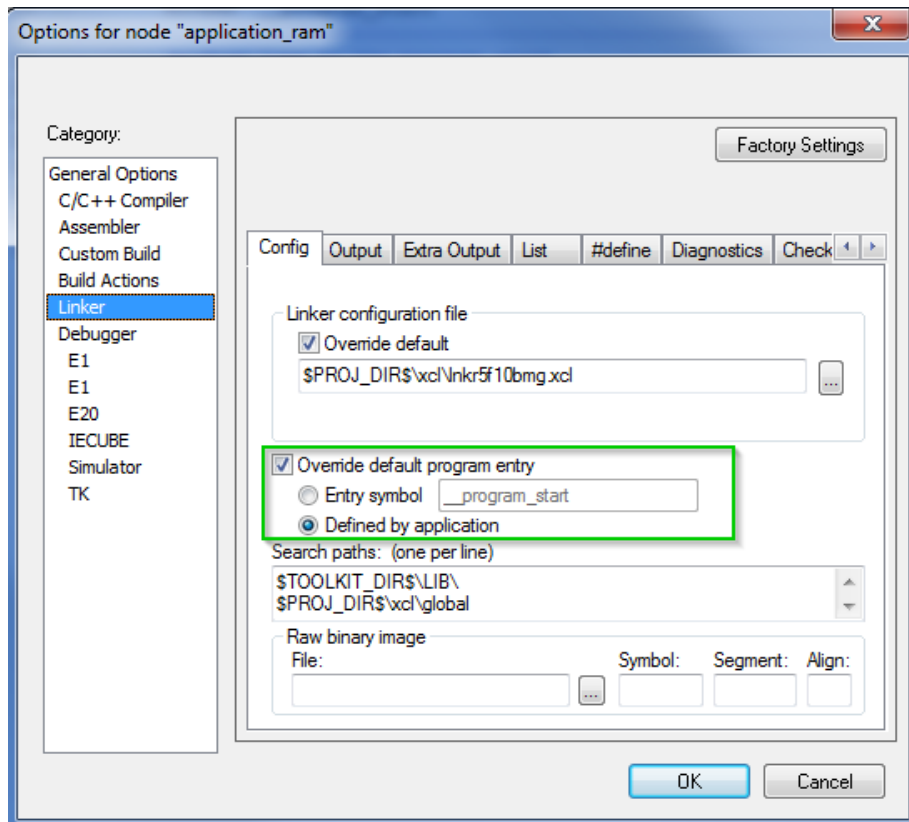 Options for node "application_ram"
Category:
Factory Settings
General Options
C/C++ Compiler
Assembler
Custom Build
Build Actions
Linker
Debugger
E1
E1
E20
IECUBE
Simulator
TK
Config Output Extra Output List #define Diagnostics Check
Linker configuration file
Override default
$PROJ_DIR$\xcl\lnkr5f10bmg.xcl
...
Override default program entry
Entry symbol __program_start
Defined by application
Search paths: (one per line)
$TOOLKIT_DIR$\LIB\
$PROJ_DIR$\xcl\global
Raw binary image
File: Symbol: Segment: Align:
...
OK Cancel